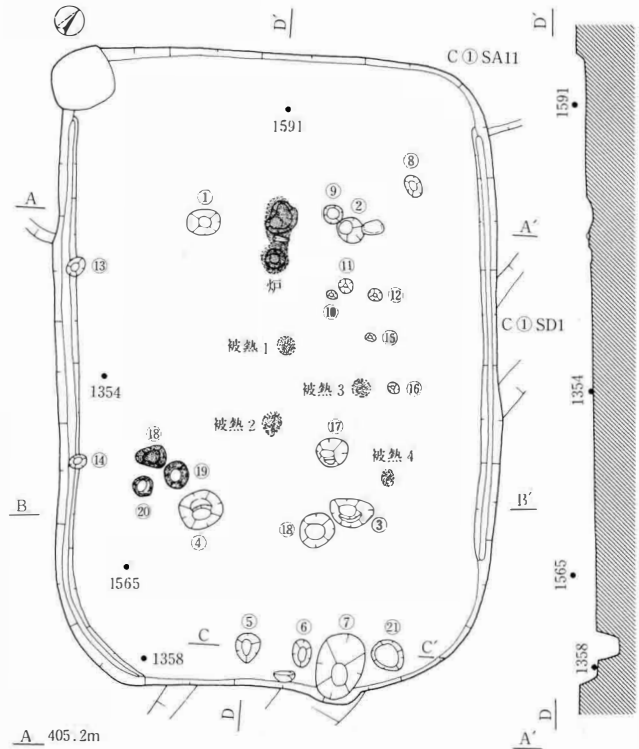 D′
D′
C①SA11
1591
1591
⑧
①
⑨
②
A
A′
⑬
⑪
炉
⑩
⑫
C①SD1
被熱1
⑮
1354
1354
被熱3
⑯
被熱2
⑰
⑱
被熱4
⑭
⑲
B
B′
⑳
④
⑱
③
1565
1565
⑤
⑥
⑦
㉑
C
C′
1358
1358
D
D
A 405.2m
A′